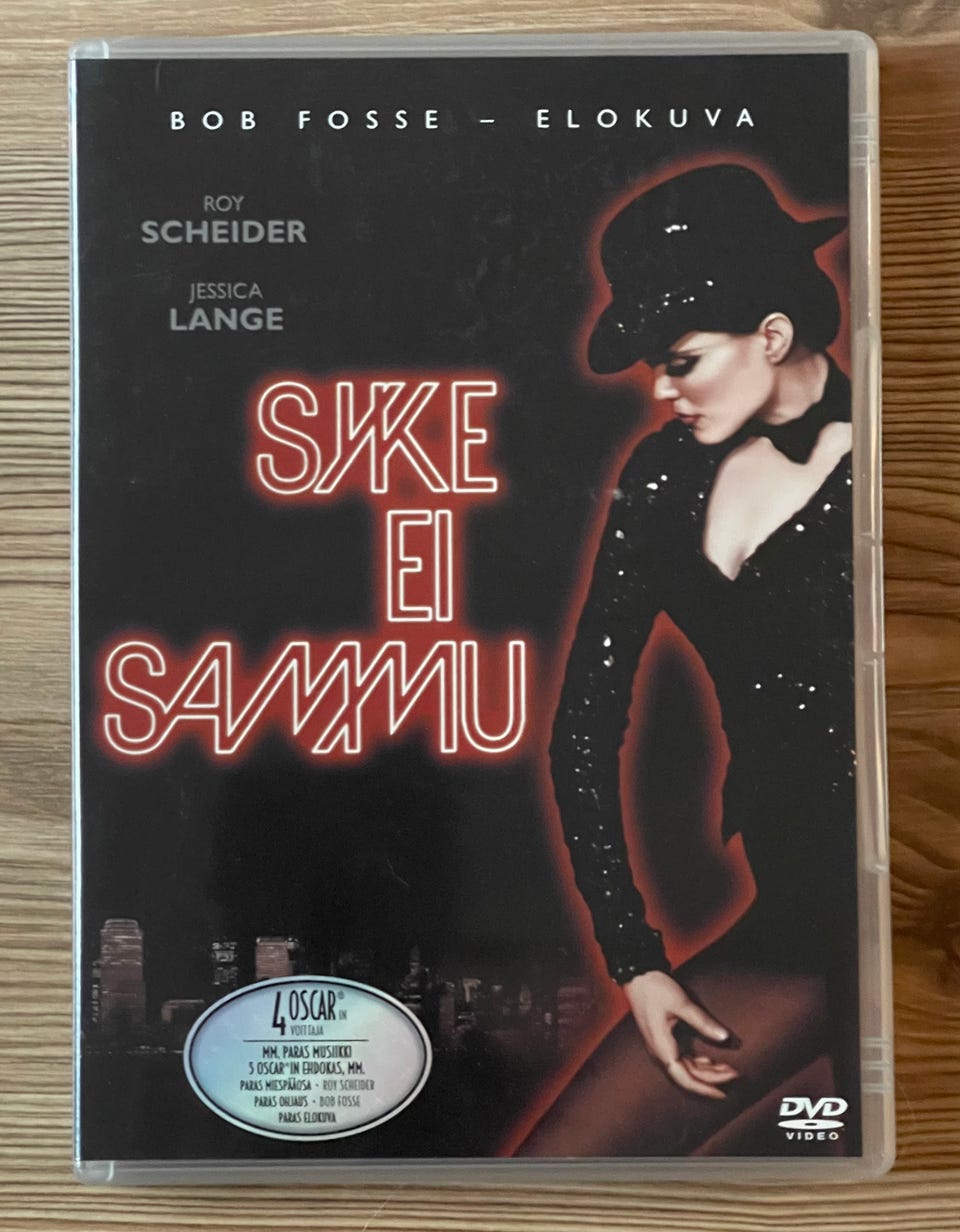 BOB FOSSE – ELOKUVA
ROY
SCHEIDER
JESSICA
LANGE
SYKE
EI
SAMMU
4 OSCAR®IN
VOITTAJA
MM. PARAS MUSIIKKI
5 OSCAR®IN EHDOKAS, MM.
PARAS MIESPÄÄOSA • ROY SCHEIDER
PARAS OHJAUS • BOB FOSSE
PARAS ELOKUVA
DVD
VIDEO